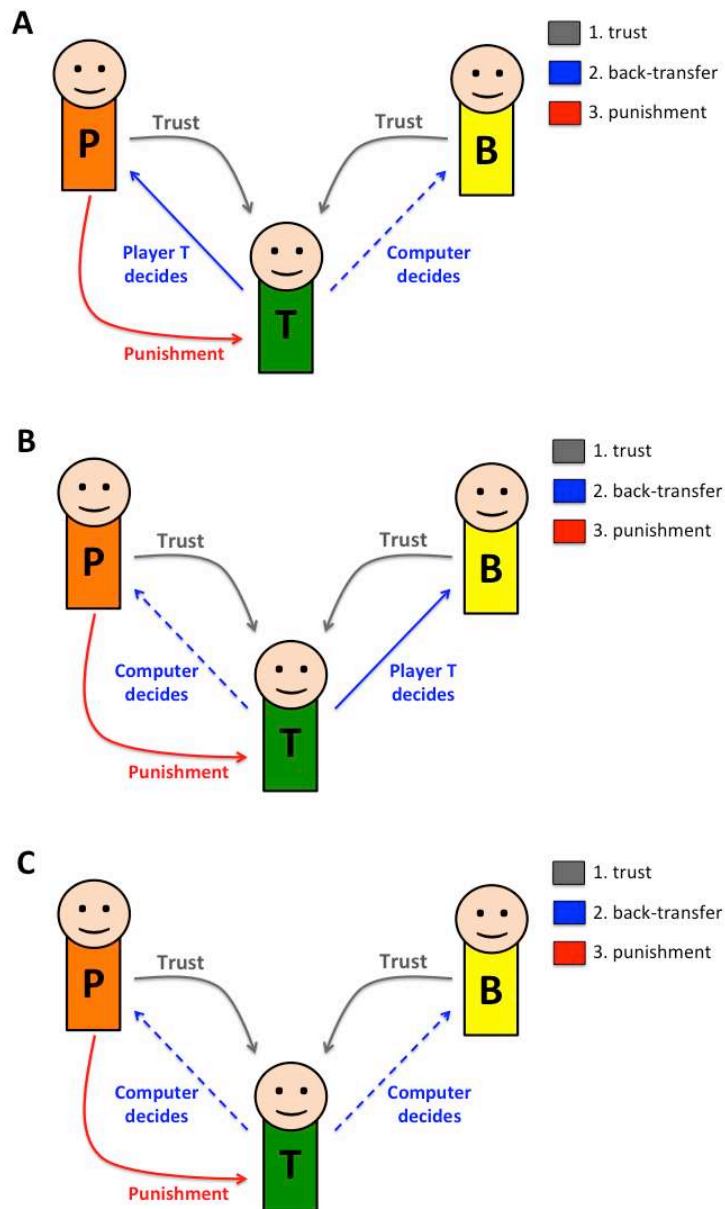 A
1. trust
2. back-transfer
3. punishment
P
Trust
Trust
B
Player T
decides
Computer
decides
T
Punishment
B
1. trust
2. back-transfer
3. punishment
P
Trust
Trust
B
Computer
decides
Player T
decides
T
Punishment
C
1. trust
2. back-transfer
3. punishment
P
Trust
Trust
B
Computer
decides
Computer
decides
T
Punishment